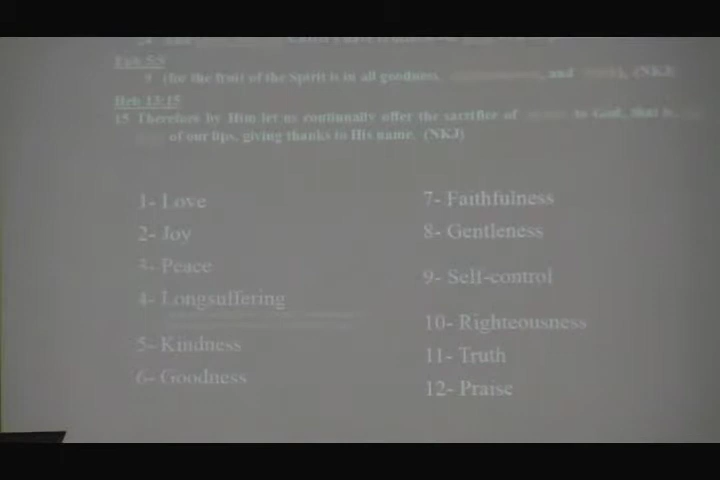 Eph 5:9
9 (for the fruit of the Spirit is in all goodness, and ), (NKJ)
Heb 13:15
15 Therefore by Him let us continually offer the sacrifice of to God, that is,
of our lips, giving thanks to His name. (NKJ)
1- Love
2- Joy
3- Peace
4- Longsuffering
5- Kindness
6- Goodness
7- Faithfulness
8- Gentleness
9- Self-control
10- Righteousness
11- Truth
12- Praise